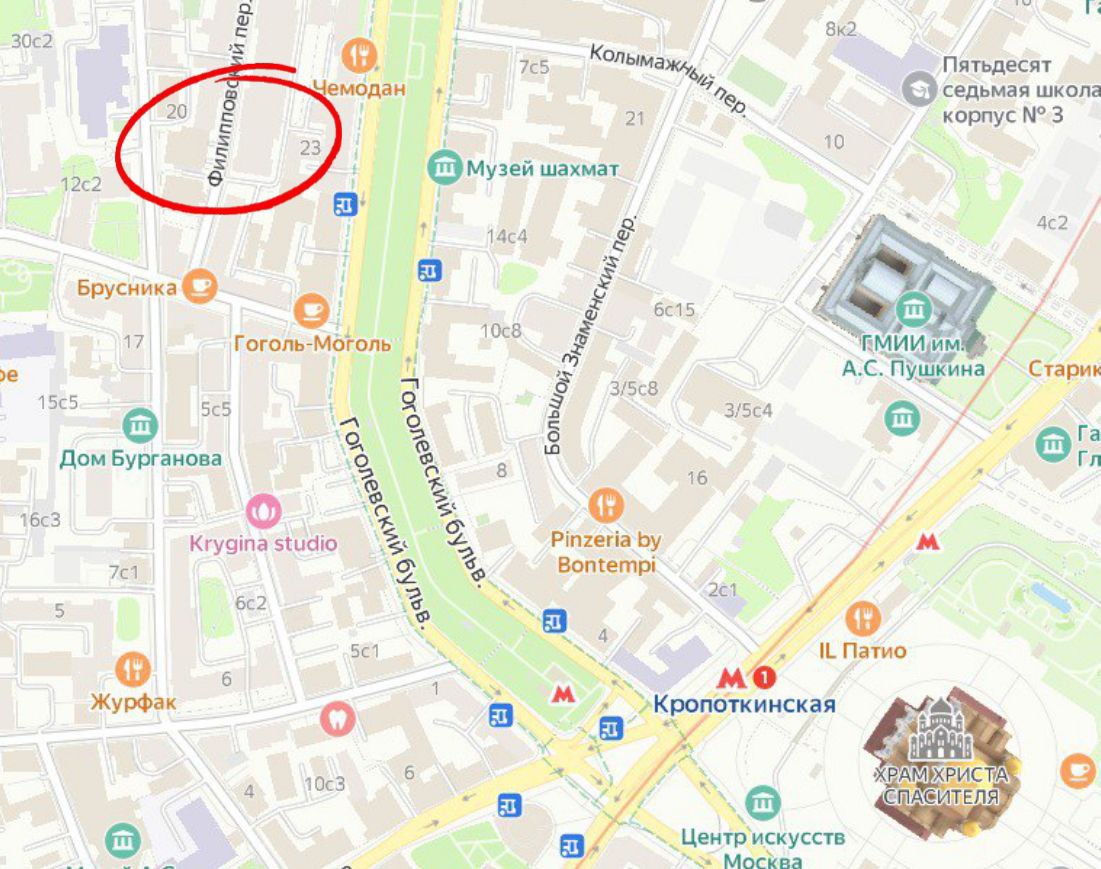 30с2
Филипповский пер.
20
23
12с2
Чемодан
7с5
Колымажный пер.
8к2
Пятьдесят
седьмая школа
корпус № 3
21
10
Музей шахмат
4с2
14с4
Большой Знаменский пер.
6с15
Брусника
Гоголь-Моголь
10с8
17
ГМИИ им.
А.С. Пушкина
Старик
3/5с8
3/5с4
15с5
5с5
Дом Бурганова
Гоголевский бульв.
Гоголевский бульв.
Га
Гл
8
16
16с3
Krygina studio
Pinzeria by
Bontempi
7с1
5
6с2
2с1
4
IL Патио
5с1
6
1
Журфак
М 1
Кропоткинская
ХРАМ ХРИСТА
СПАСИТЕЛЯ
10с3
6
4
Центр искусств
Москва